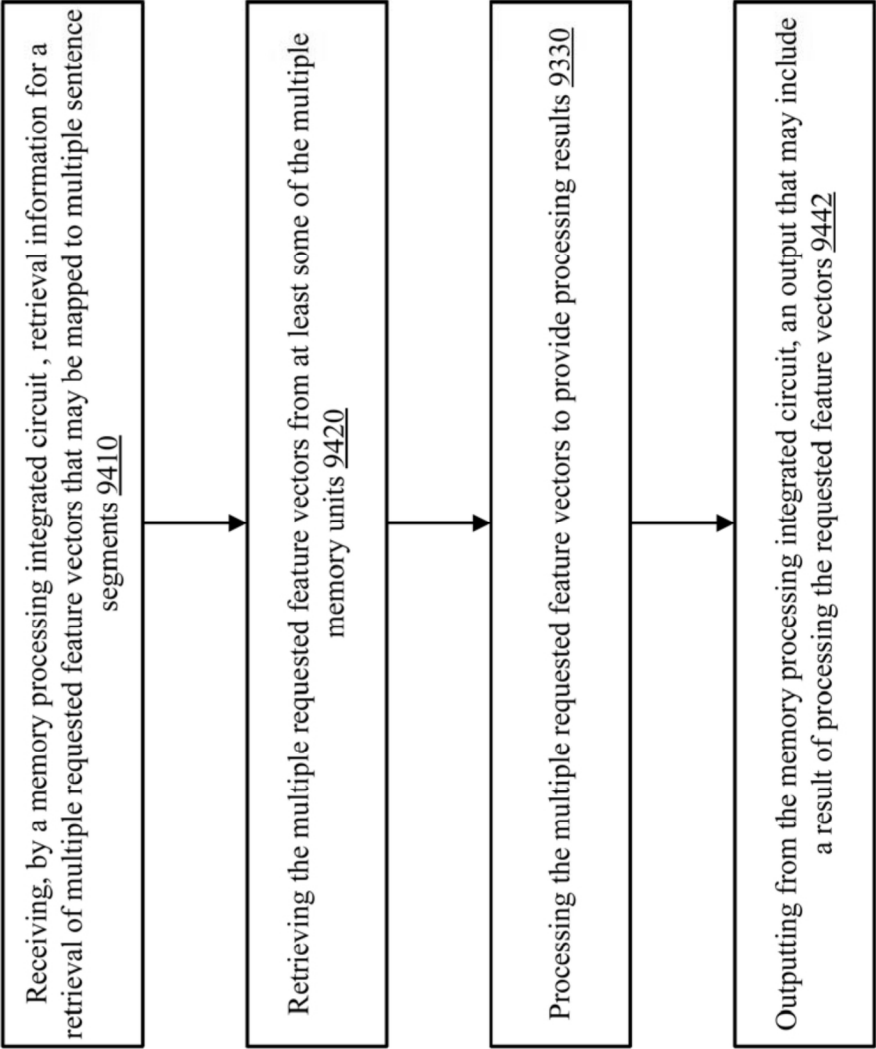 Receiving, by a memory processing integrated circuit , retrieval information for a
retrieval of multiple requested feature vectors that may be mapped to multiple sentence
segments 9410
Retrieving the multiple requested feature vectors from at least some of the multiple
memory units 9420
Processing the multiple requested feature vectors to provide processing results 9330
Outputting from the memory processing integrated circuit, an output that may include
a result of processing the requested feature vectors 9442